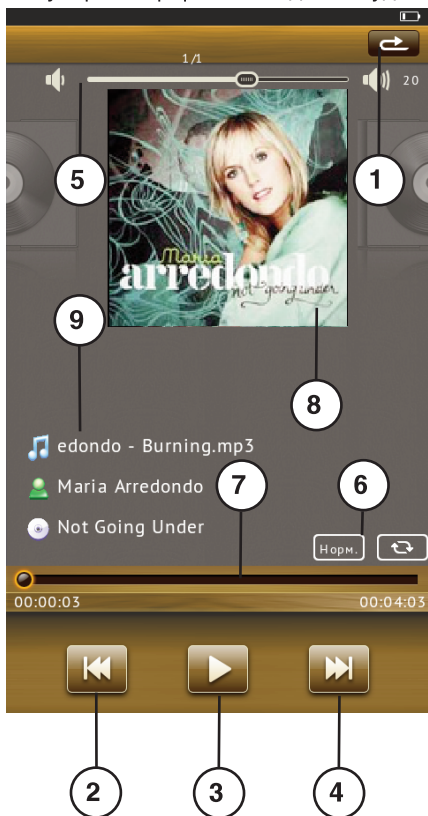 1/1
20
1
5
Maria
arredondo
not going under
9
8
edondo - Burning.mp3
7
6
Maria Arredondo
Not Going Under
Норм.
00:00:03
00:04:03
2
3
4